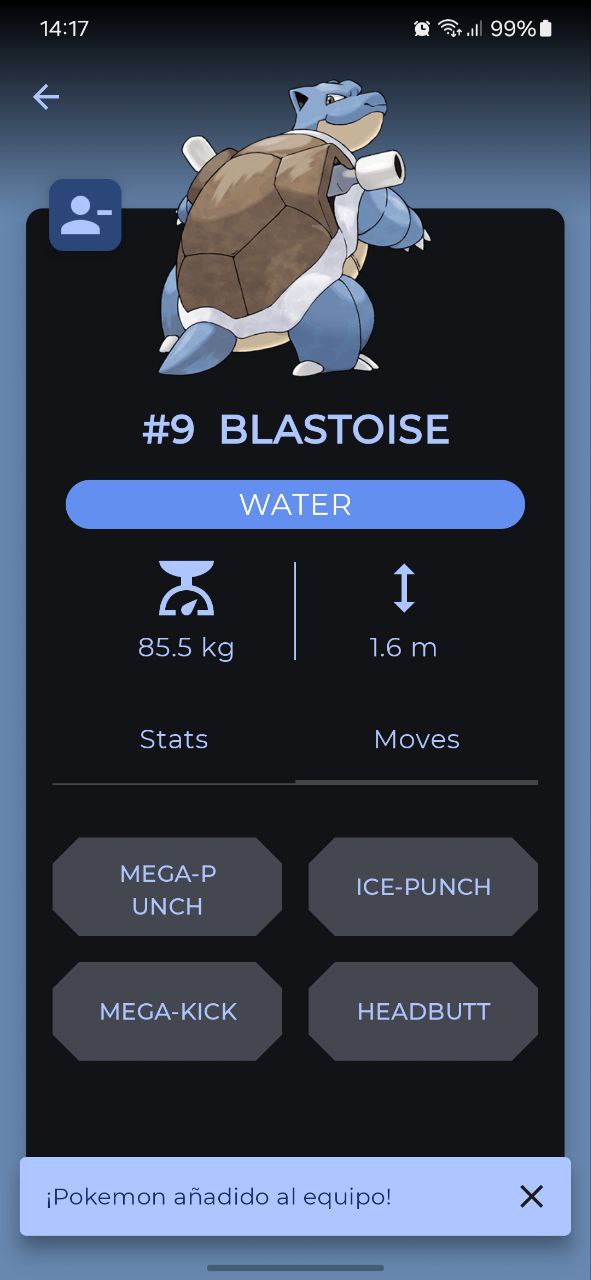 14:17
99%
#9 BLASTOISE
WATER
85.5 kg
1.6 m
Stats
Moves
MEGA-P
UNCH
ICE-PUNCH
MEGA-KICK
HEADBUTT
¡Pokemon añadido al equipo!